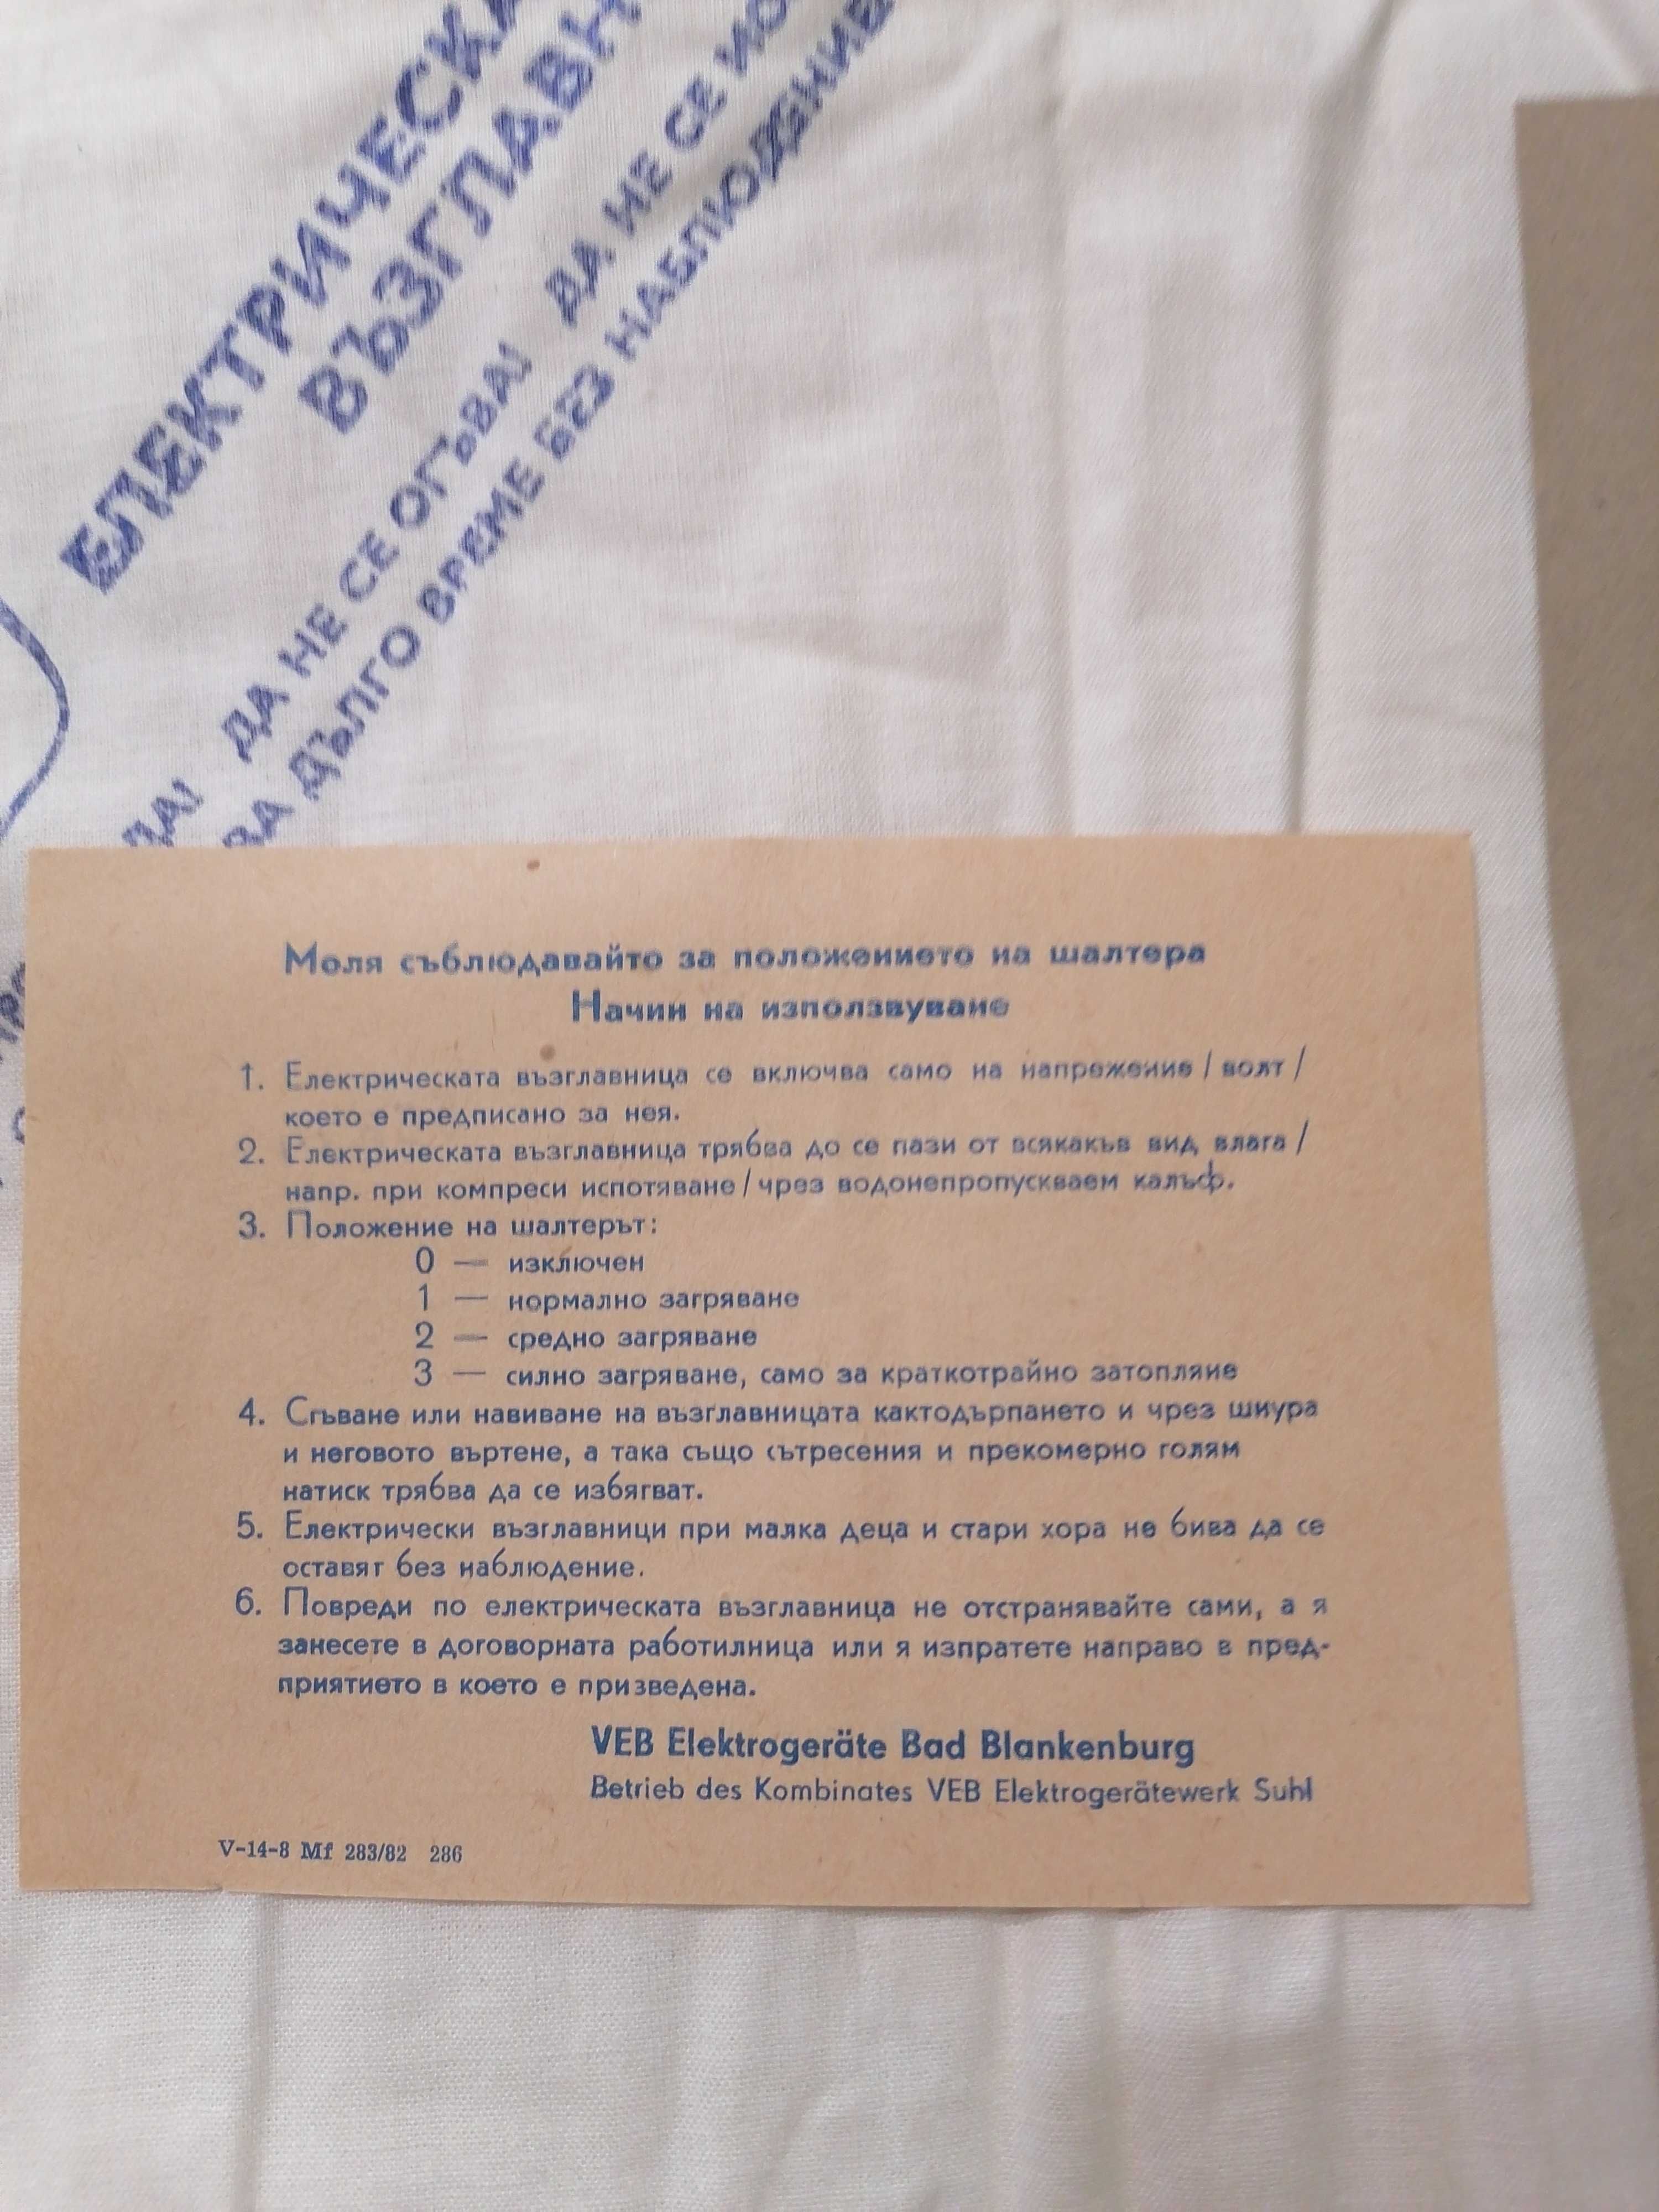 ЕЛЕКТРИЧЕСКА
ВЪЗГЛАВН
ДА НЕ СЕ ОГЪВА! ДА НЕ СЕ
ЗА ДЪЛГО ВРЕМЕ БЕЗ НАБЛЮДЕНИЕ
Моля съблюдавайто за положението на шалтера
Начин на използвуване
1. Електрическата възглавница се включва само на напрежение / волт /
което е предписано за нея.
2. Електрическата възглавница трябва до се пази от всякакъв вид влага /
напр. при компреси испотяване / чрез водонепропускваем калъф.
3. Положение на шалтерът:
0 — изключен
1 — нормално загряване
2 — средно загряване
3 — силно загряване, само за краткотрайно затопляне
4. Сгъване или навиване на възглавницата кактодърпането и чрез шнура
и неговото въртене, а така също сътресения и прекомерно голям
натиск трябва да се избягват.
5. Електрически възглавници при малка деца и стари хора не бива да се
оставят без наблюдение.
6. Повреди по електрическата възглавница не отстранявайте сами, а я
занесете в договорната работилница или я изпратете направо в пред-
приятието в което е призведена.
VEB Elektrogeräte Bad Blankenburg
Betrieb des Kombinates VEB Elektrogerätewerk Suhl
V-14-8 Mf 283/82 286